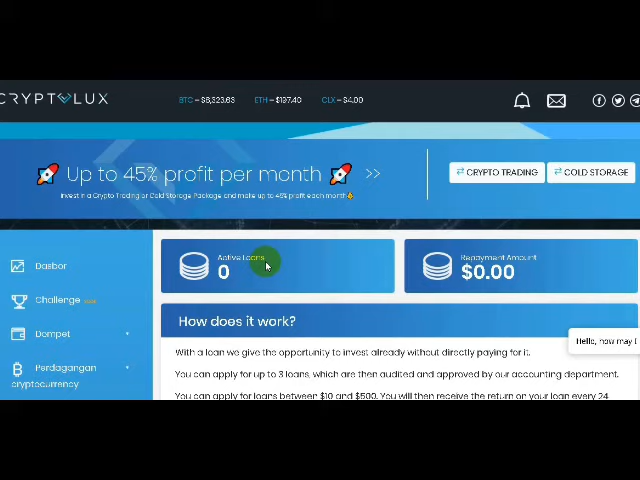 CRYPTOLUX
BTC = $8,323.63 ETH = $197.40 CLX = $4.00
🚀 Up to 45% profit per month 🚀 >>
Invest in a Crypto Trading or Cold Storage Package and make up to 45% profit each month
CRYPTO TRADING
COLD STORAGE
Dasbor
Challenge
Dompet
Perdagangan
cryptocurrency
Active Loans
0
Repayment Amount
$0.00
How does it work?
With a loan we give the opportunity to invest already without directly paying for it.
You can apply for up to 3 loans, which are then audited and approved by our accounting department.
You can apply for loans between $10 and $500. You will then receive the return on your loan every 24
Hello, how may I